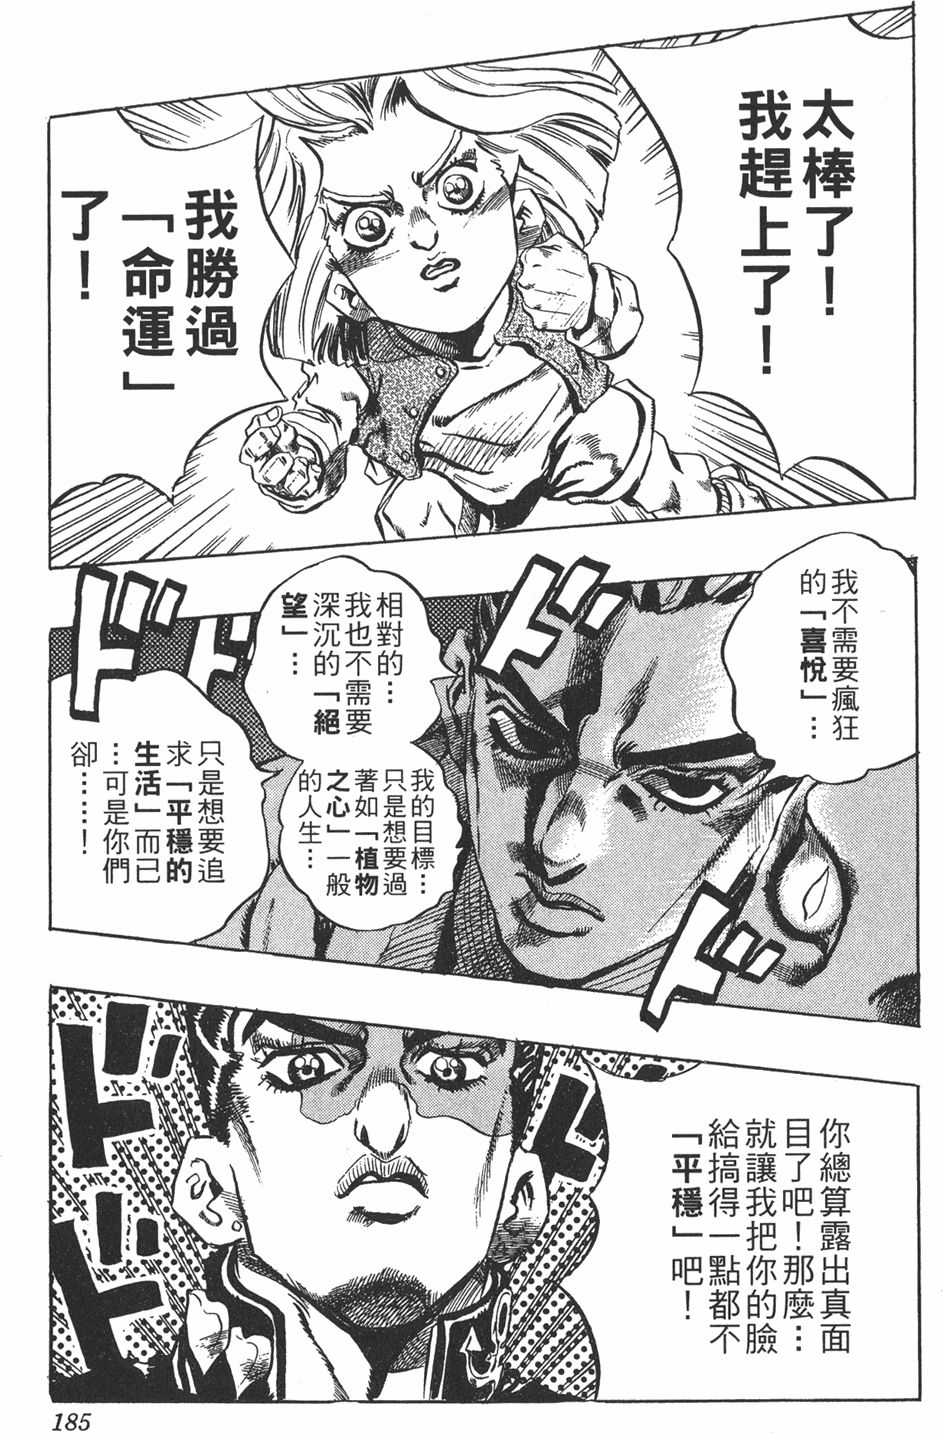 太棒了！
我趕上了！
我勝過
「命運」
了！
我不需要瘋狂
的「喜悅」…
相對的…
我也不需要
深沉的「絕
望」…
我的目標…
只是想要過
著如「植物
之心」一般
的人生…
只是想要追
求「平穩的
生活」而已
…可是你們
卻……！
ド
ド
ド
ド
你總算露出真面
目了吧！那麼…
就讓我把你的臉
給搞得一點都不
「平穩」吧！
ド
ド
ド
185